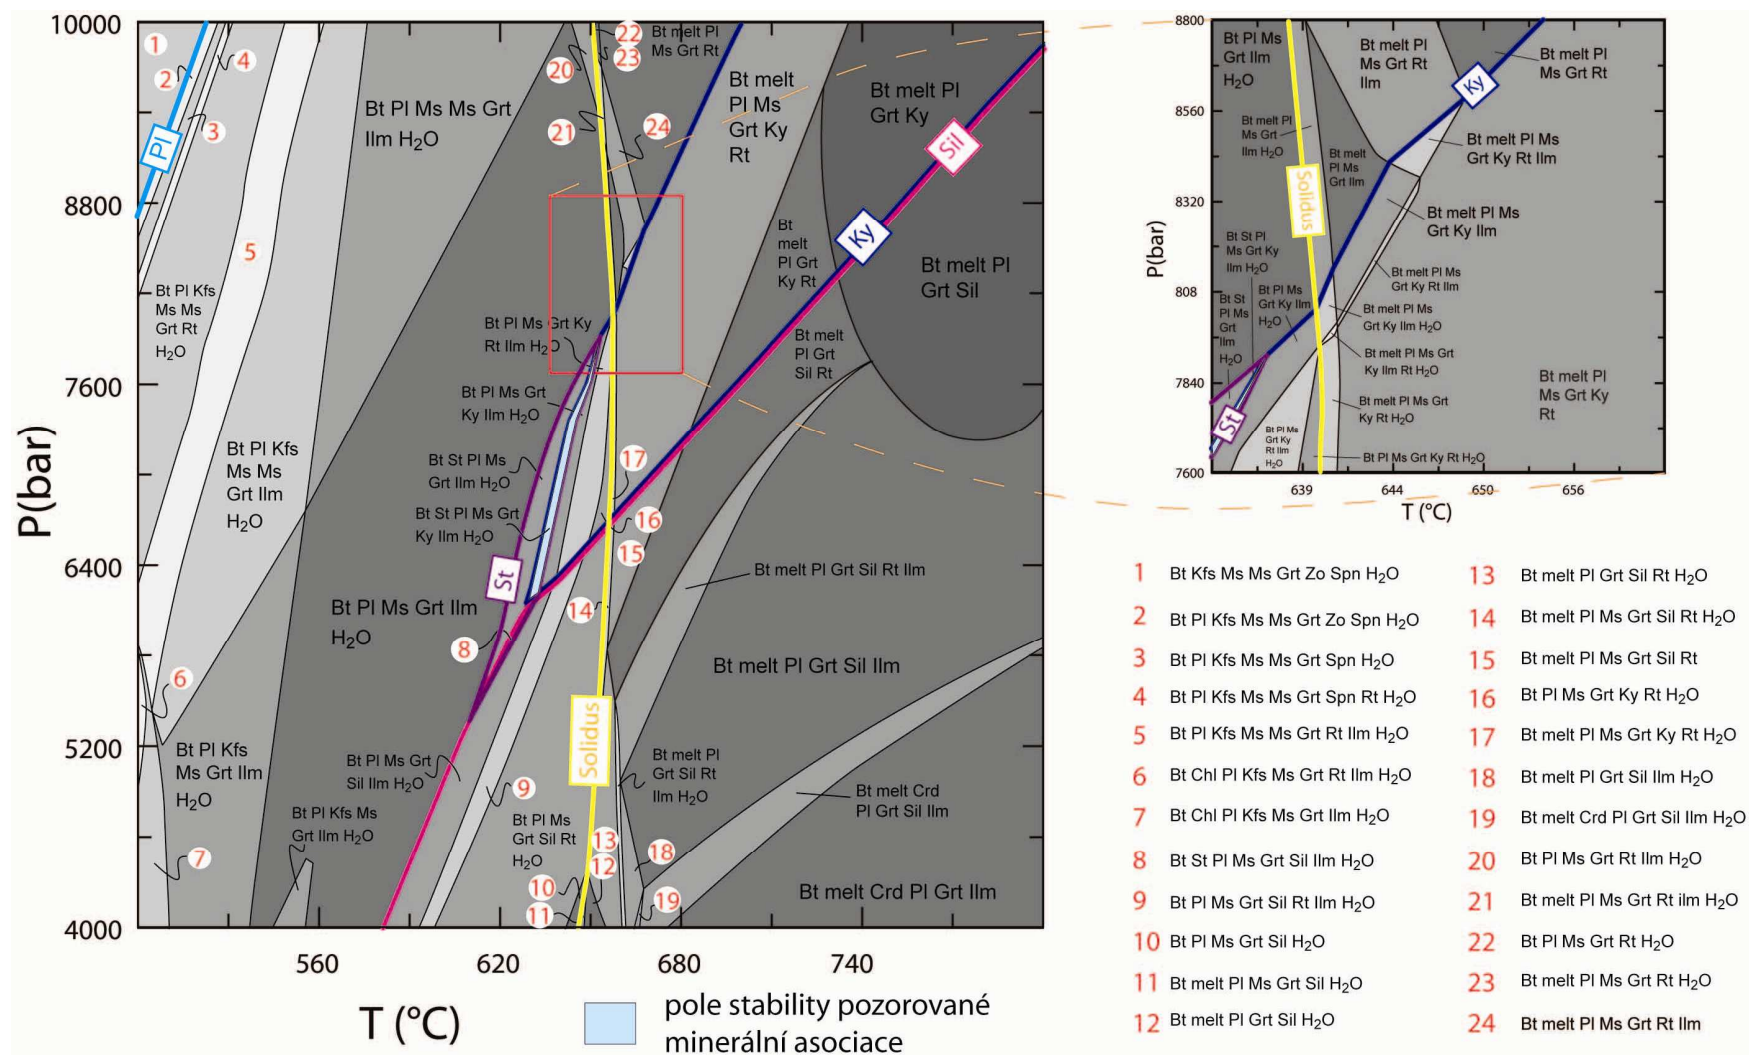 10000
8800
7600
6400
5200
4000
P(bar)
560
620
680
740
T (°C)
1
2
4
3
5
Pl
Bt Pl Ms Ms Grt
Ilm H₂O
20
21
22
23
24
Bt melt Pl
Ms Grt Rt
Bt melt
Pl Ms
Grt Ky
Rt
Bt melt Pl
Grt Ky
Sil
Ky
Bt
melt
Pl Grt
Ky Rt
Bt melt Pl
Grt Sil
Bt Pl Kfs
Ms Ms
Grt Rt
H₂O
Bt Pl Ms Grt Ky
Rt Ilm H₂O
Bt melt
Pl Grt
Sil Rt
Bt Pl Ms Grt
Ky Ilm H₂O
Bt Pl Kfs
Ms Ms
Grt Ilm
H₂O
Bt St Pl Ms
Grt Ilm H₂O
Bt St Pl Ms Grt
Ky Ilm H₂O
17
16
15
St
Bt melt Pl Grt Sil Rt Ilm
Bt Pl Ms Grt Ilm
H₂O
14
8
6
Bt melt Pl Grt Sil Ilm
Solidus
Bt Pl Kfs
Ms Grt Ilm
H₂O
Bt Pl Ms Grt
Sil Ilm H₂O
9
Bt melt Pl
Grt Sil Rt
Ilm H₂O
Bt melt Crd
Pl Grt Sil Ilm
Bt Pl Kfs Ms
Grt Ilm H₂O
Bt Pl Ms
Grt Sil Rt
H₂O
13
12
18
7
10
11
19
Bt melt Crd Pl Grt Ilm
pole stability pozorované
minerální asociace
8800
8560
8320
808
7840
7600
P(bar)
639
644
650
656
T (°C)
Bt Pl Ms
Grt Ilm
H₂O
Bt melt Pl
Ms Grt Rt
Ilm
Bt melt Pl
Ms Grt Rt
Ky
Bt melt Pl
Ms Grt
Ilm H₂O
Bt melt
Pl Ms
Grt Ilm
Bt melt Pl Ms
Grt Ky Rt Ilm
Solidus
Bt melt Pl Ms
Grt Ky Ilm
Bt St Pl
Ms Grt Ky
Ilm H₂O
Bt melt Pl Ms
Grt Ky Rt Ilm
Bt St
Pl Ms
Grt
Ilm
H₂O
Bt Pl Ms
Grt Ky Ilm
H₂O
Bt melt Pl Ms
Grt Ky Ilm H₂O
Bt melt Pl Ms Grt
Ky Ilm Rt H₂O
Bt melt Pl
Ms Grt Ky
Rt
Bt melt Pl Ms Grt
Ky Rt H₂O
St
Bt Pl Ms
Grt Ky
Rt Ilm
H₂O
Bt Pl Ms Grt Ky Rt H₂O
1 Bt Kfs Ms Ms Grt Zo Spn H₂O
2 Bt Pl Kfs Ms Ms Grt Zo Spn H₂O
3 Bt Pl Kfs Ms Ms Grt Spn H₂O
4 Bt Pl Kfs Ms Ms Grt Spn Rt H₂O
5 Bt Pl Kfs Ms Ms Grt Rt Ilm H₂O
6 Bt Chl Pl Kfs Ms Grt Rt Ilm H₂O
7 Bt Chl Pl Kfs Ms Grt Ilm H₂O
8 Bt St Pl Ms Grt Sil Ilm H₂O
9 Bt Pl Ms Grt Sil Rt Ilm H₂O
10 Bt Pl Ms Grt Sil H₂O
11 Bt melt Pl Ms Grt Sil H₂O
12 Bt melt Pl Grt Sil H₂O
13 Bt melt Pl Grt Sil Rt H₂O
14 Bt melt Pl Ms Grt Sil Rt H₂O
15 Bt melt Pl Ms Grt Sil Rt
16 Bt Pl Ms Grt Ky Rt H₂O
17 Bt melt Pl Ms Grt Ky Rt H₂O
18 Bt melt Pl Grt Sil Ilm H₂O
19 Bt melt Crd Pl Grt Sil Ilm H₂O
20 Bt Pl Ms Grt Rt Ilm H₂O
21 Bt melt Pl Ms Grt Rt ilm H₂O
22 Bt Pl Ms Grt Rt H₂O
23 Bt melt Pl Ms Grt Rt H₂O
24 Bt melt Pl Ms Grt Rt Ilm